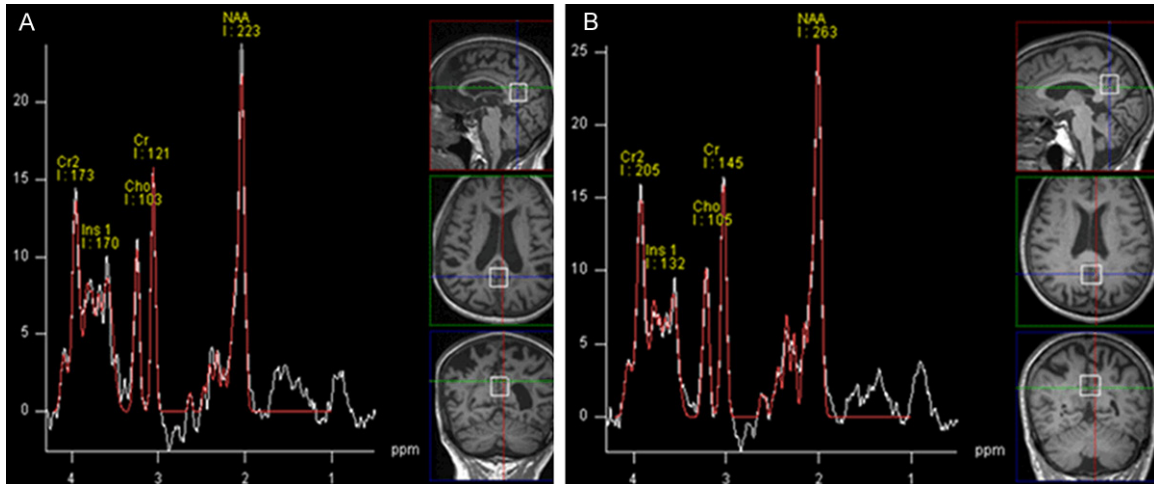 A
NAA
I : 223
20
Cr
I : 121
Cr2
I : 173
15
Cho
I : 103
Ins 1
I : 170
10
5
0
ppm
4
3
2
1
B
NAA
I : 263
25
20
Cr2
I : 205
Cr
I : 145
15
Cho
I : 105
Ins 1
I : 132
10
5
0
ppm
4
3
2
1